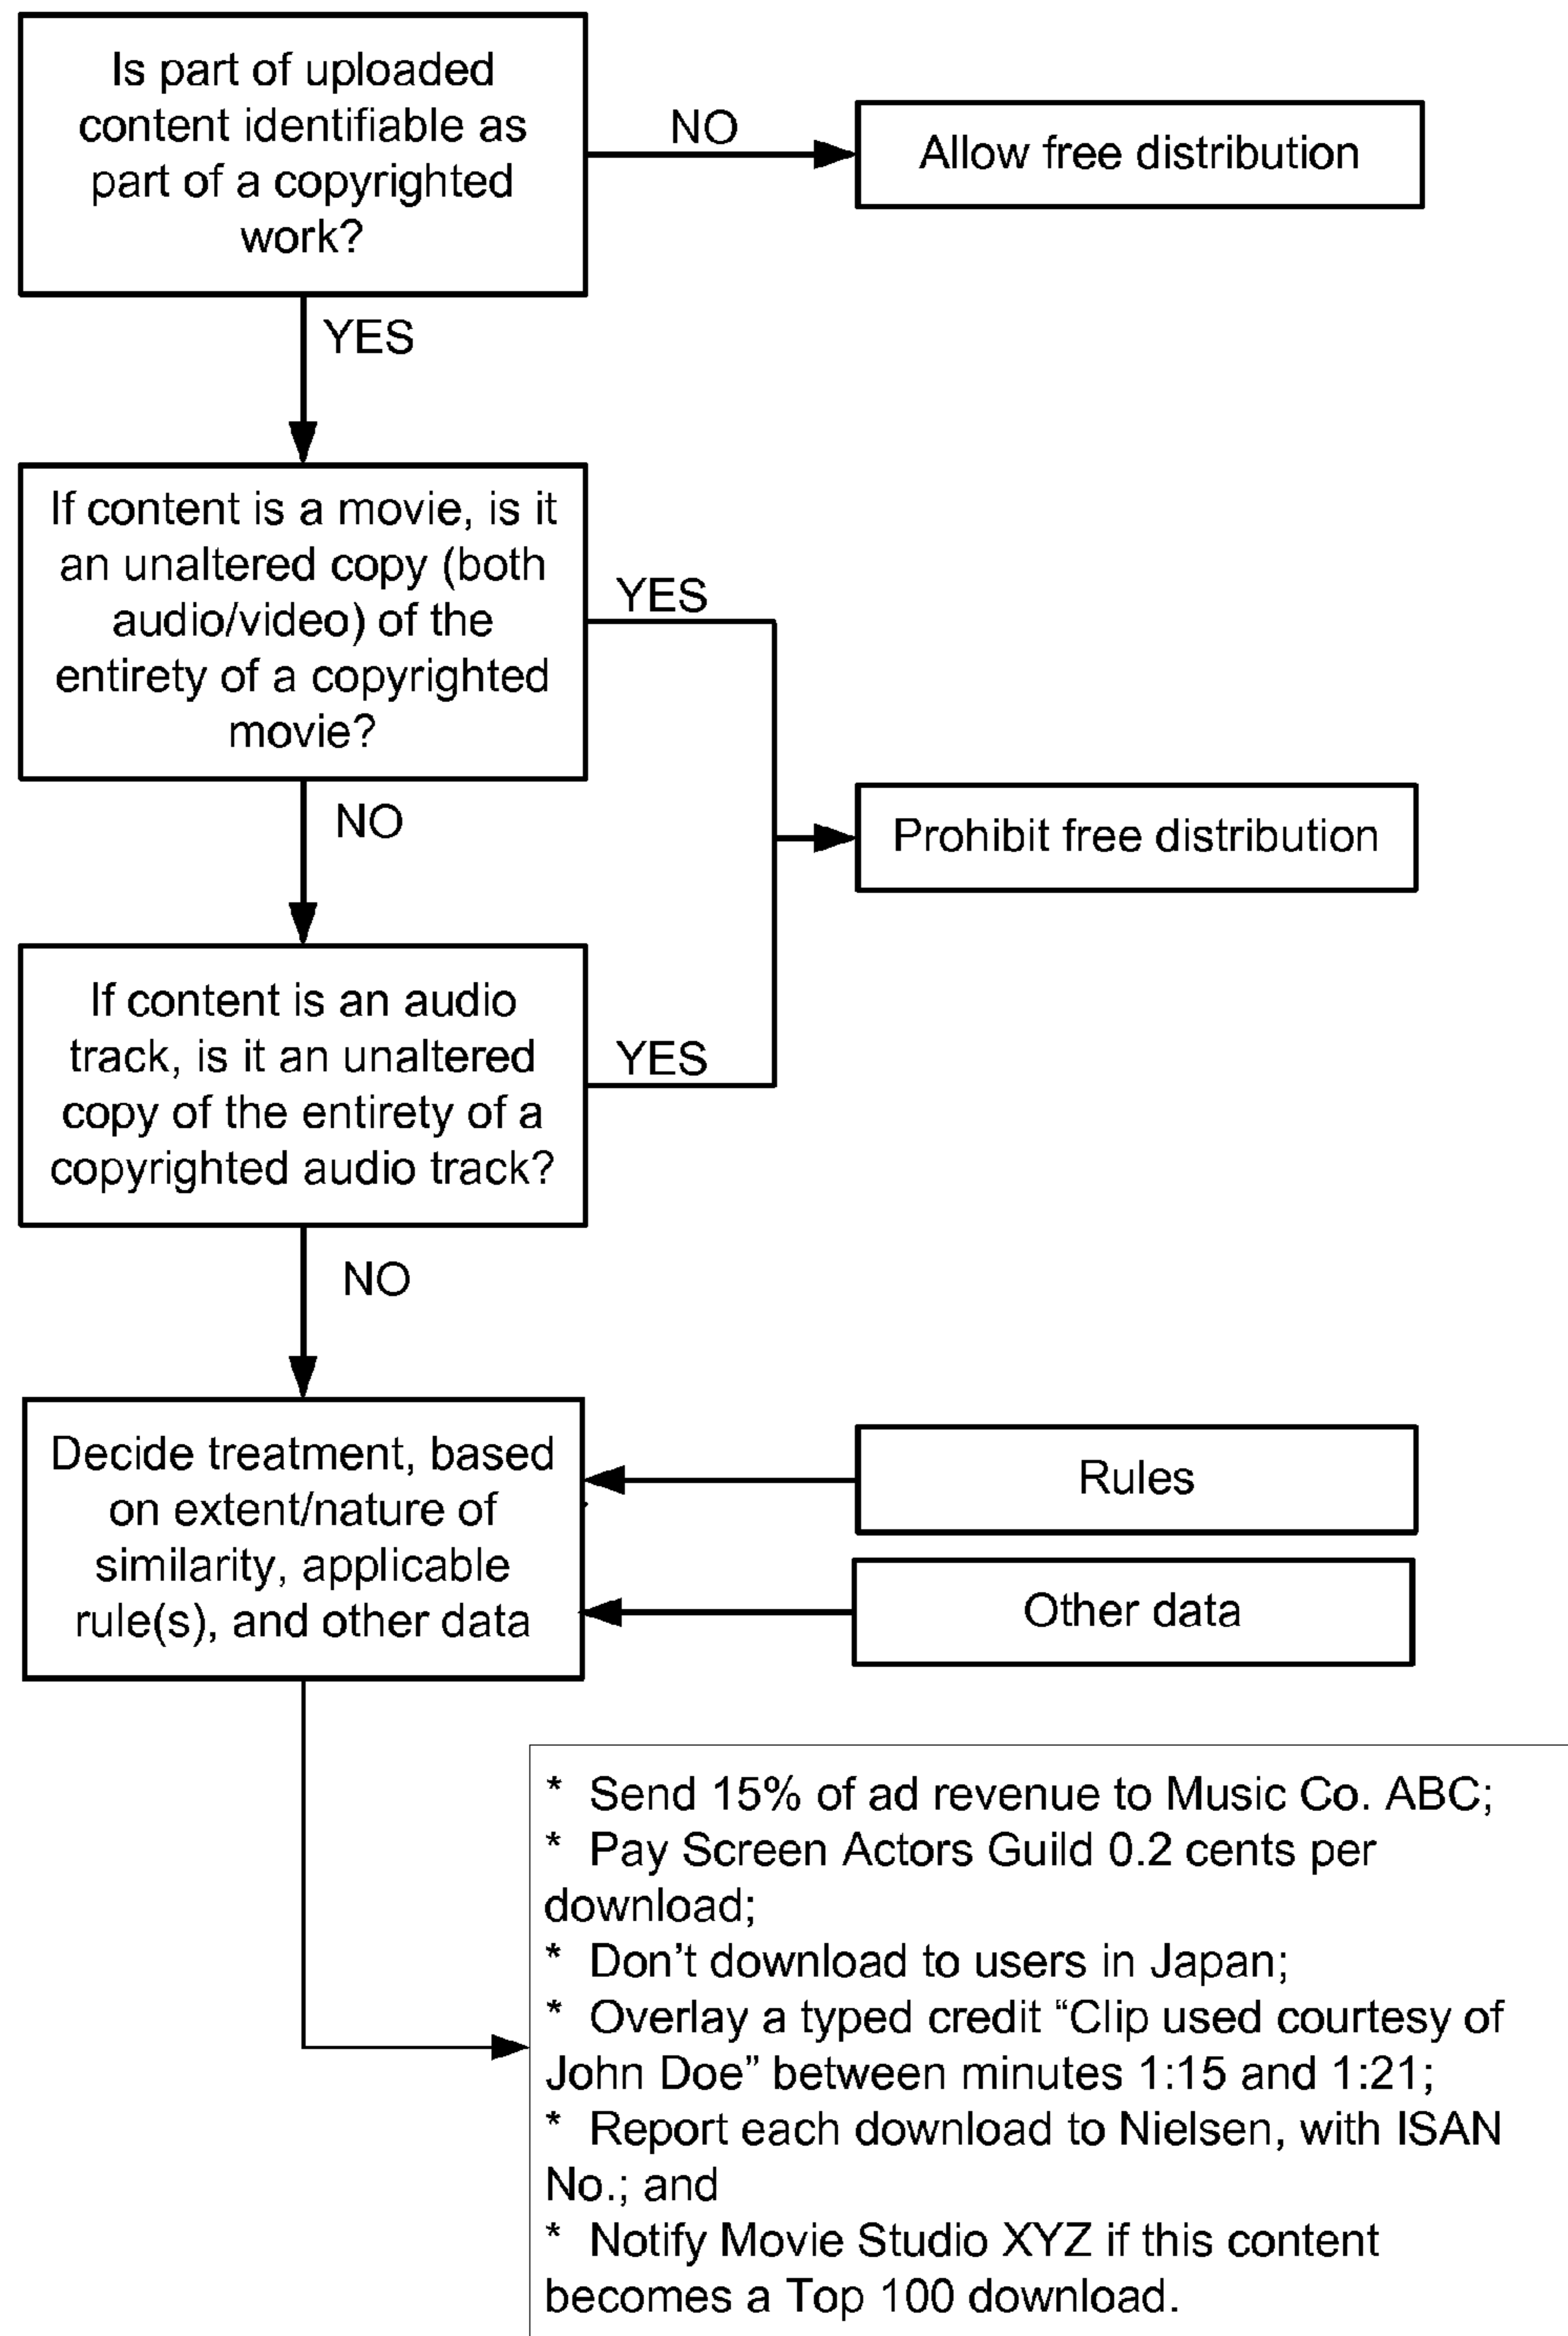 Is part of uploaded
content identifiable as
part of a copyrighted
work?
NO
Allow free distribution
YES
If content is a movie, is it
an unaltered copy (both
audio/video) of the
entirety of a copyrighted
movie?
YES
NO
Prohibit free distribution
If content is an audio
track, is it an unaltered
copy of the entirety of a
copyrighted audio track?
YES
NO
Decide treatment, based
on extent/nature of
similarity, applicable
rule(s), and other data
Rules
Other data
* Send 15% of ad revenue to Music Co. ABC;
* Pay Screen Actors Guild 0.2 cents per
download;
* Don’t download to users in Japan;
* Overlay a typed credit “Clip used courtesy of
John Doe” between minutes 1:15 and 1:21;
* Report each download to Nielsen, with ISAN
No.; and
* Notify Movie Studio XYZ if this content
becomes a Top 100 download.